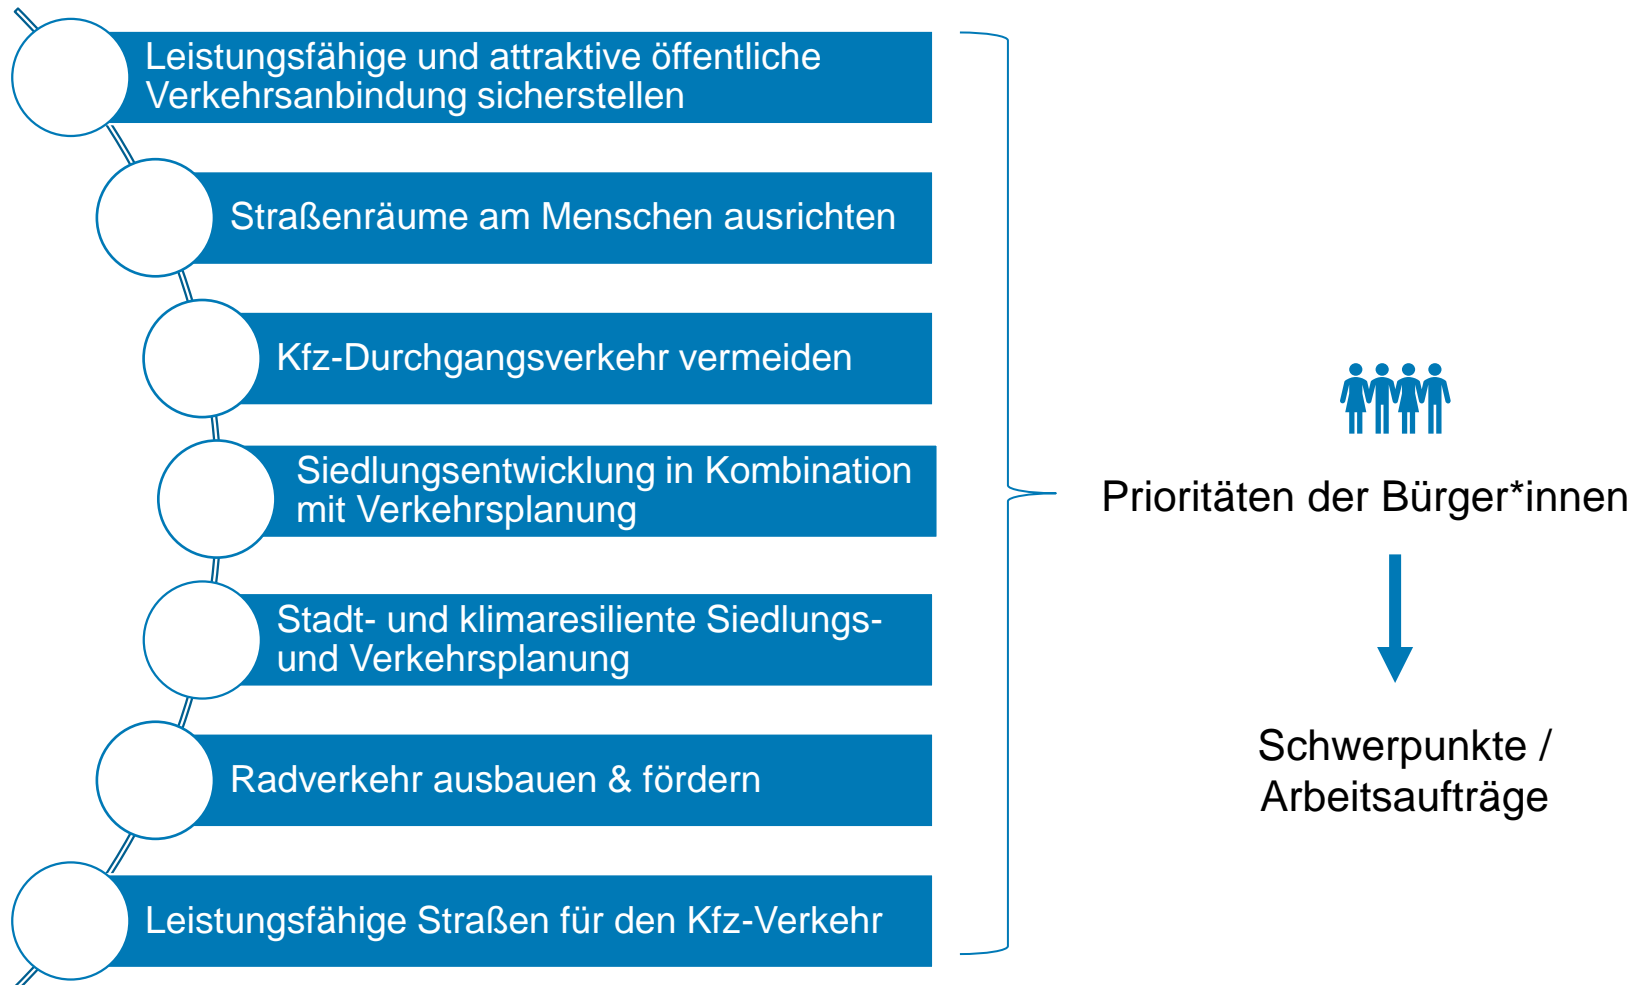 Leistungsfähige und attraktive öffentliche
Verkehrsanbindung sicherstellen
Straßenräume am Menschen ausrichten
Kfz-Durchgangsverkehr vermeiden
Siedlungsentwicklung in Kombination
mit Verkehrsplanung
Stadt- und klimaresiliente Siedlungs-
und Verkehrsplanung
Radverkehr ausbauen & fördern
Leistungsfähige Straßen für den Kfz-Verkehr
Prioritäten der Bürger*innen
Schwerpunkte /
Arbeitsaufträge